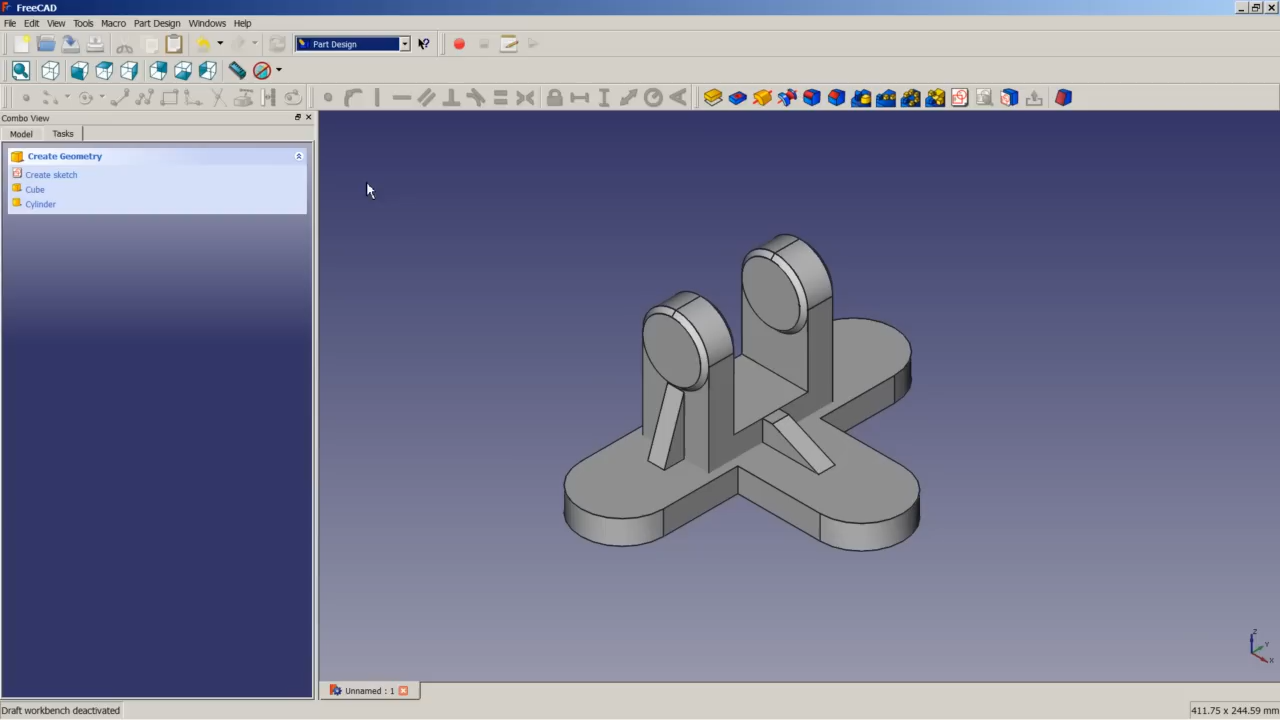 FreeCAD
File Edit View Tools Macro Part Design Windows Help
Part Design
Combo View
Model Tasks
Create Geometry
Create sketch
Cube
Cylinder
Z
Y
X
Unnamed : 1
Draft workbench deactivated 411.75 x 244.59 mm